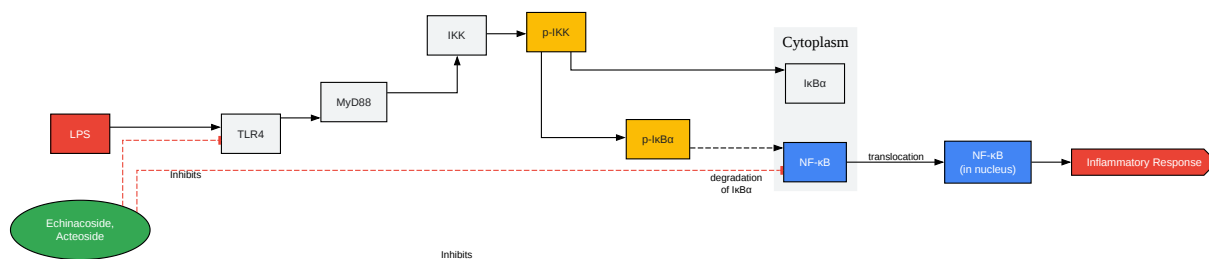 IKK
p-IKK
Cytoplasm
IκBα
MyD88
LPS
TLR4
p-IκBα
NF-κB
translocation
NF-κB
(in nucleus)
Inflammatory Response
Inhibits
degradation
of IκBα
Echinacoside,
Acteoside
Inhibits